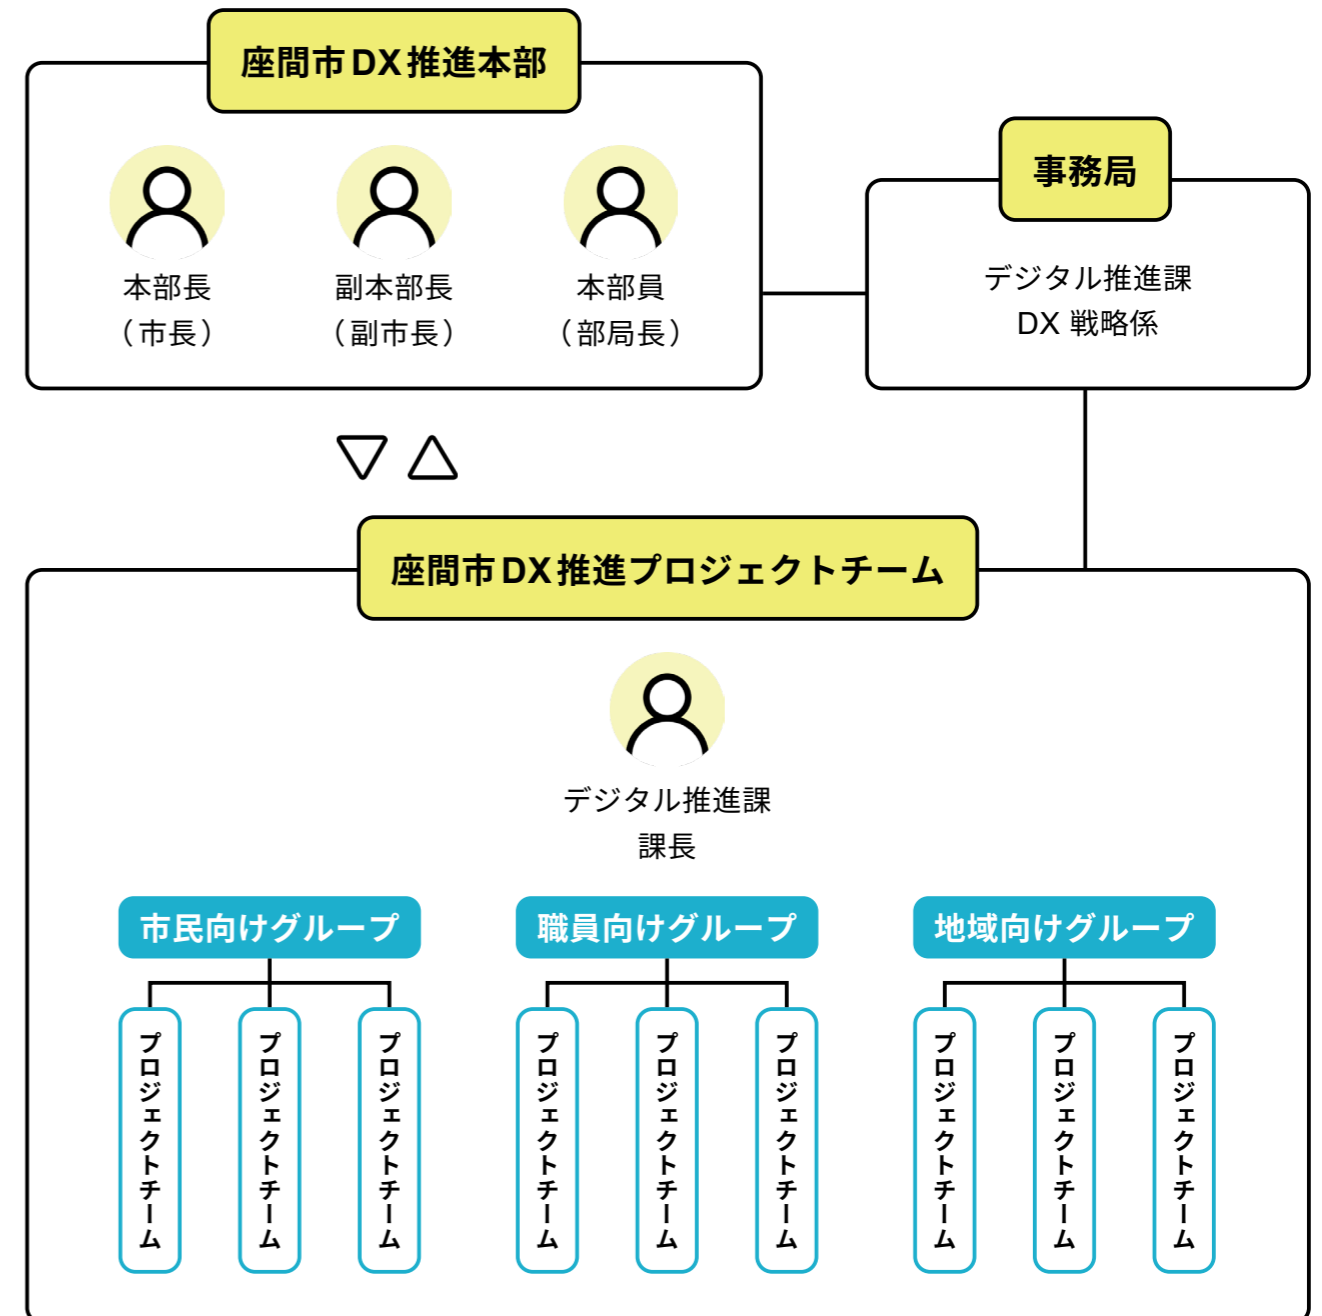 座間市DX推進本部
本部長
（市長）
副本部長
（副市長）
本部員
（部局長）
事務局
デジタル推進課
DX 戦略係
座間市DX推進プロジェクトチーム
デジタル推進課
課長
市民向けグループ
プロジェクトチーム
プロジェクトチーム
プロジェクトチーム
職員向けグループ
プロジェクトチーム
プロジェクトチーム
プロジェクトチーム
地域向けグループ
プロジェクトチーム
プロジェクトチーム
プロジェクトチーム